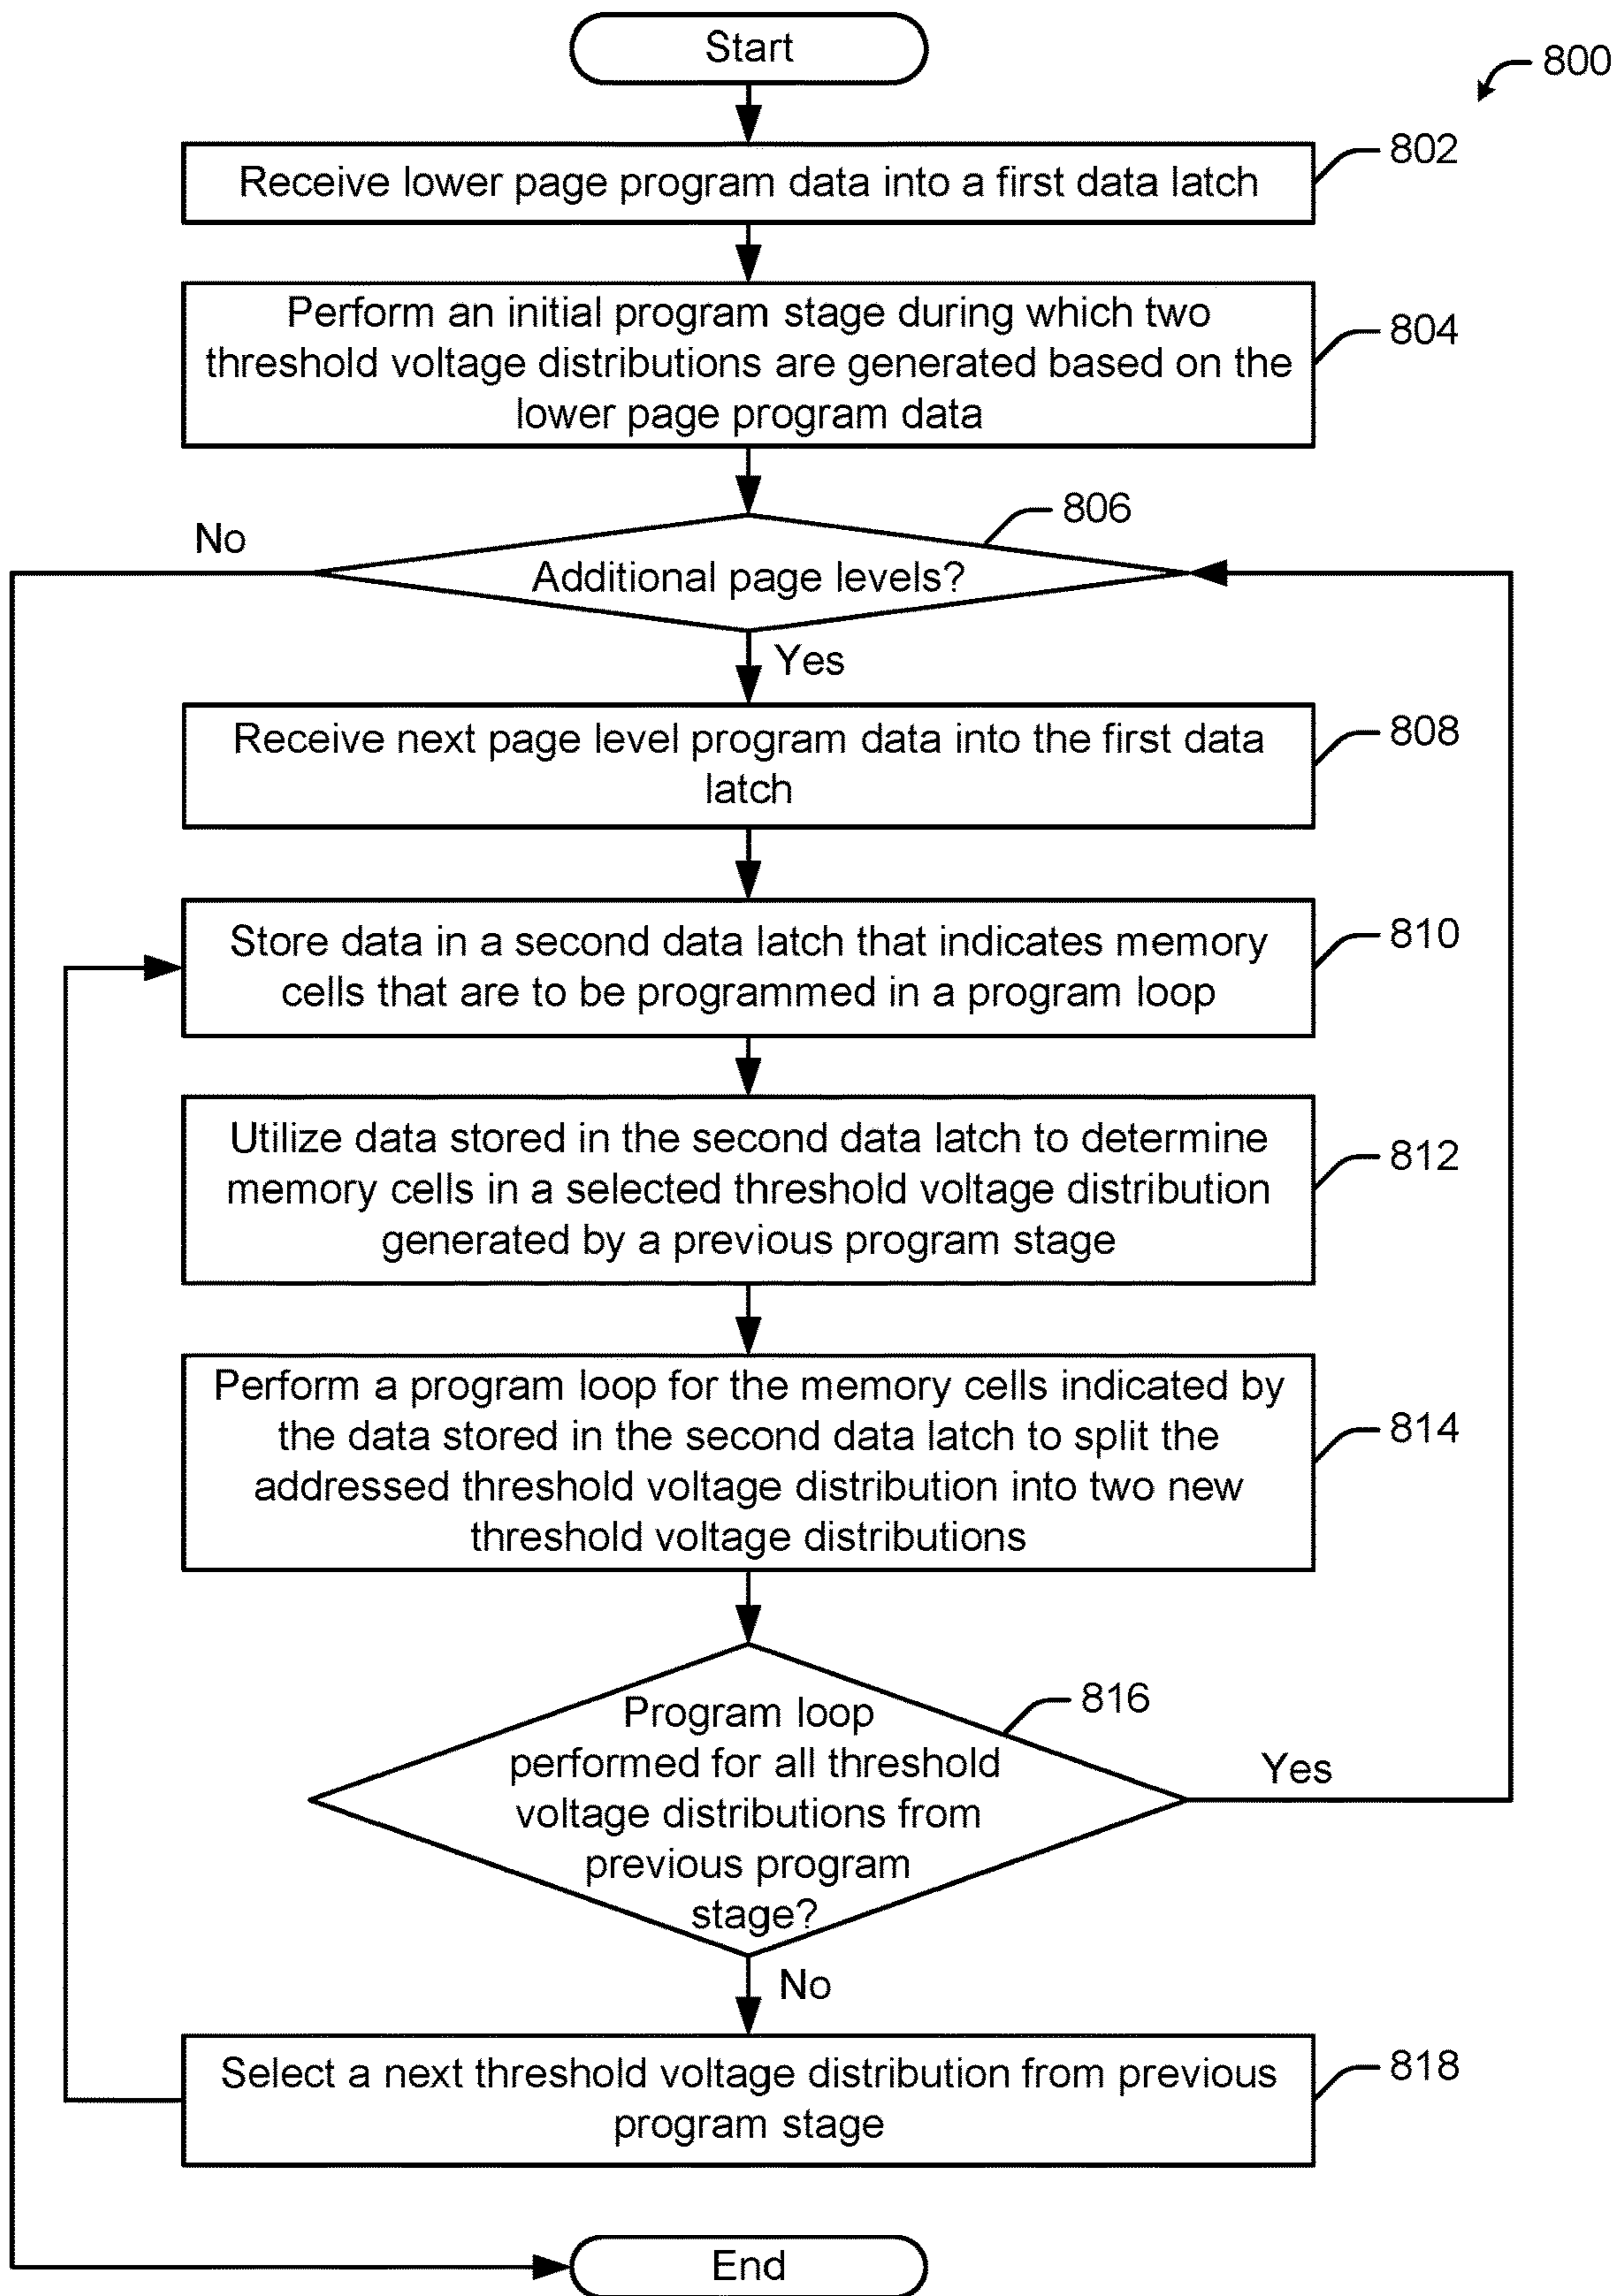 Start
800
802
Receive lower page program data into a first data latch
Perform an initial program stage during which two
threshold voltage distributions are generated based on the
lower page program data
804
806
No
Additional page levels?
Yes
Receive next page level program data into the first data
latch
808
Store data in a second data latch that indicates memory
cells that are to be programmed in a program loop
810
Utilize data stored in the second data latch to determine
memory cells in a selected threshold voltage distribution
generated by a previous program stage
812
Perform a program loop for the memory cells indicated by
the data stored in the second data latch to split the
addressed threshold voltage distribution into two new
threshold voltage distributions
814
816
Program loop
performed for all threshold
voltage distributions from
previous program
stage?
Yes
No
Select a next threshold voltage distribution from previous
program stage
818
End